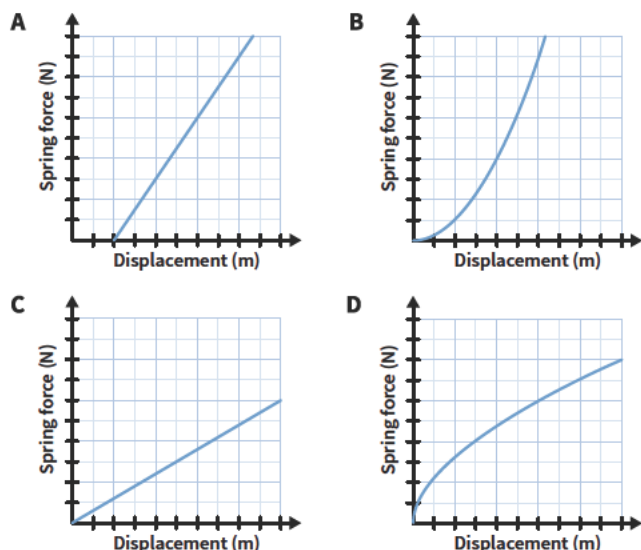 A
Spring force (N)
Displacement (m)
B
Spring force (N)
Displacement (m)
C
Spring force (N)
Displacement (m)
D
Spring force (N)
Displacement (m)